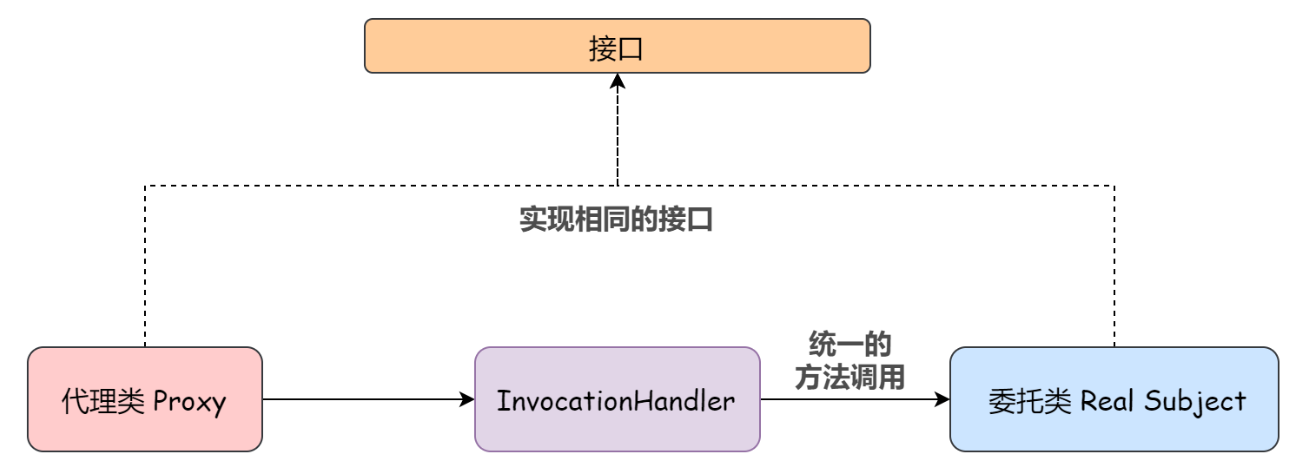 接口
实现相同的接口
统一的
方法调用
代理类 Proxy
InvocationHandler
委托类 Real Subject